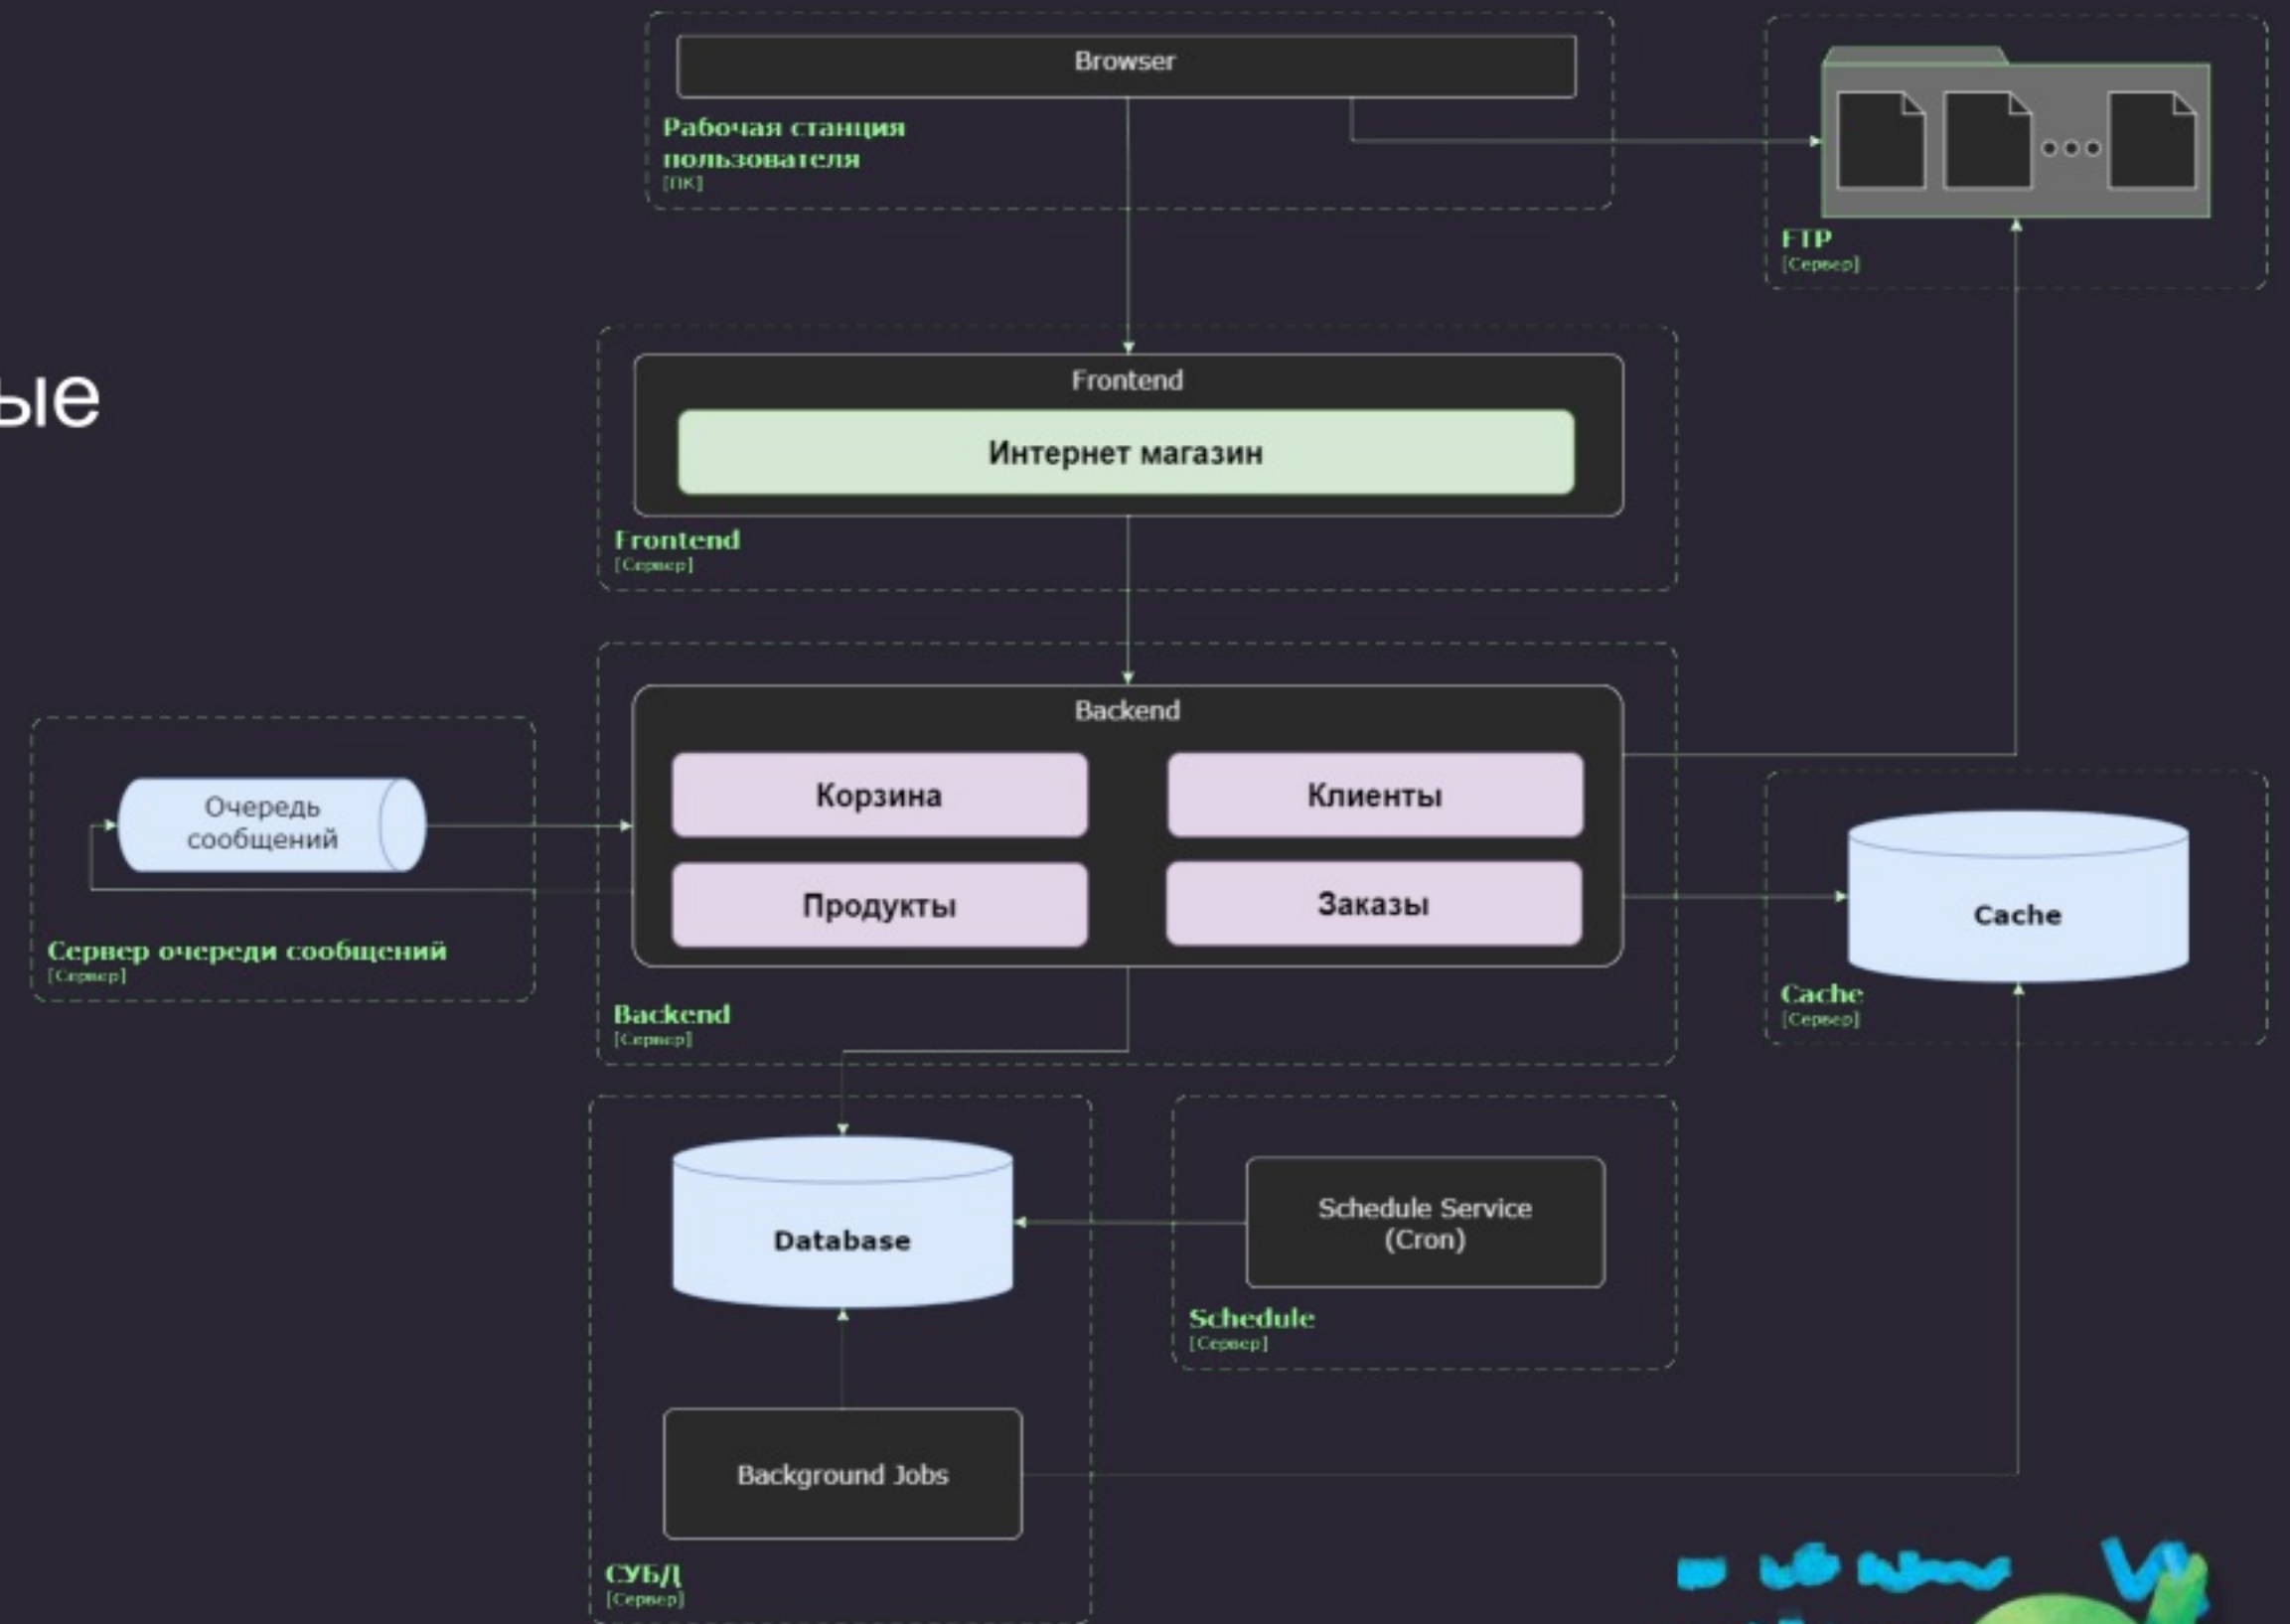 Browser
Рабочая станция
пользователя
[ПК]
FTP
[Сервер]
ые
Frontend
Интернет магазин
Frontend
[Сервер]
Backend
Корзина
Клиенты
Продукты
Заказы
Backend
[Сервер]
Очередь
сообщений
Сервер очереди сообщений
[Сервер]
Cache
Cache
[Сервер]
Database
Schedule Service
(Cron)
Schedule
[Сервер]
Background Jobs
СУБД
[Сервер]